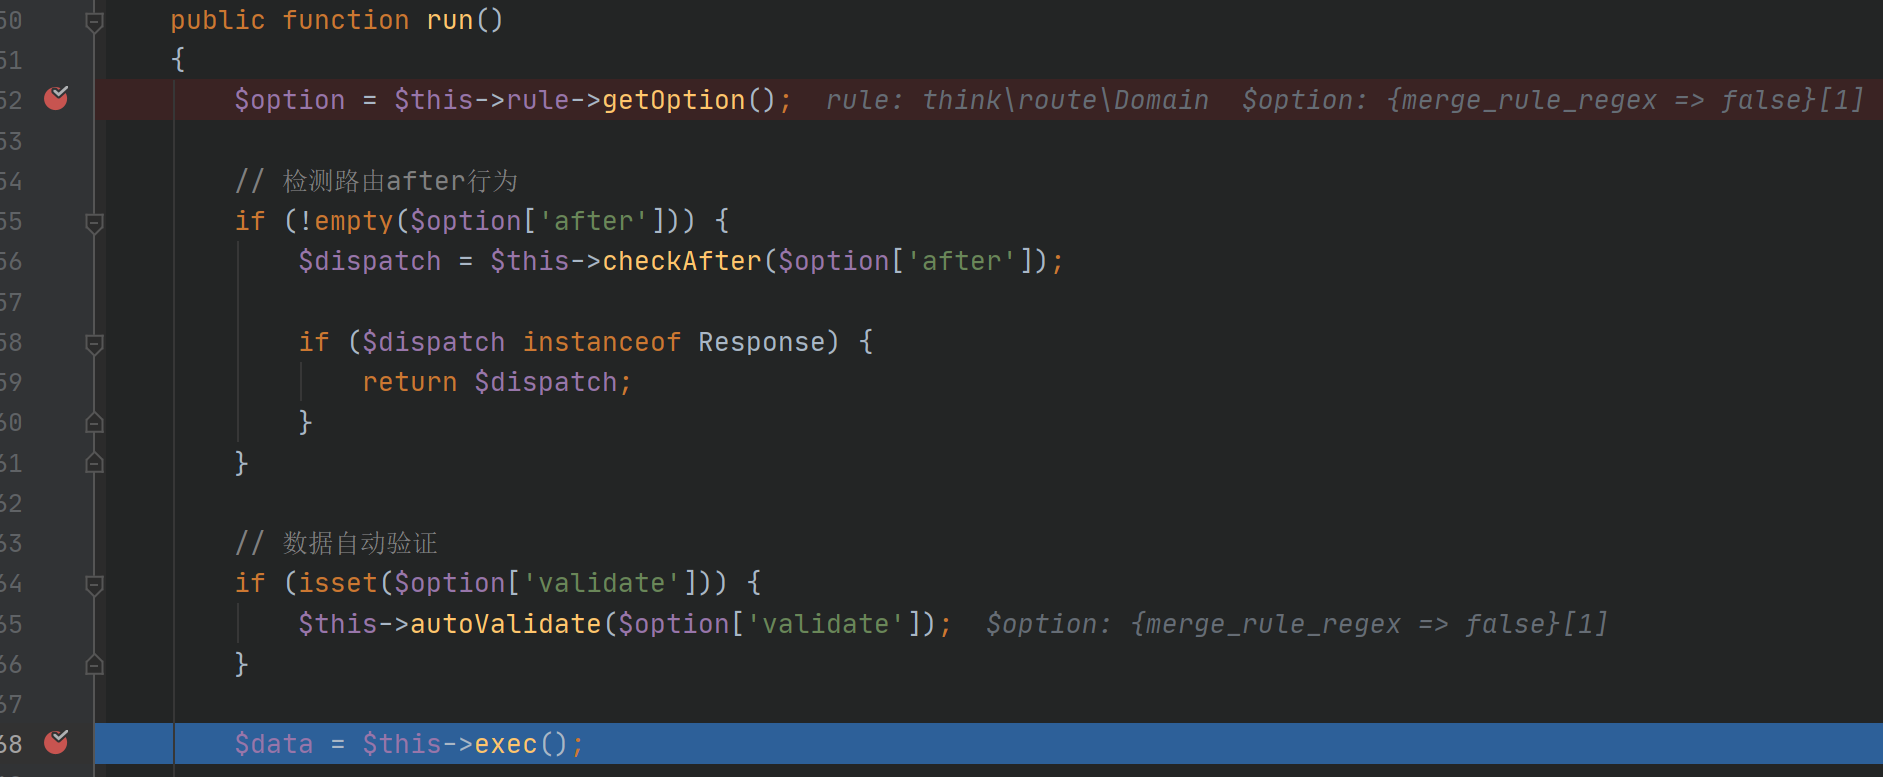 50 public function run()
51 {
52 $option = $this->rule->getOption(); rule: think\route\Domain $option: {merge_rule_regex => false}[1]
53
54 // 检测路由after行为
55 if (!empty($option['after'])) {
56 $dispatch = $this->checkAfter($option['after']);
57
58 if ($dispatch instanceof Response) {
59 return $dispatch;
60 }
61 }
62
63 // 数据自动验证
64 if (isset($option['validate'])) {
65 $this->autoValidate($option['validate']); $option: {merge_rule_regex => false}[1]
66 }
67
68 $data = $this->exec();